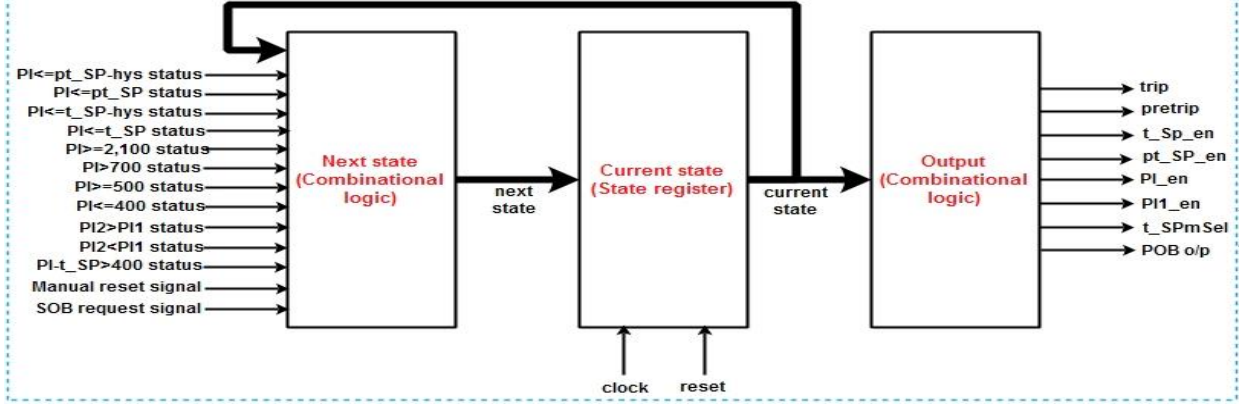 PI<=pt_SP-hys status
PI<=pt_SP status
PI<=t_SP-hys status
PI<=t_SP status
PI>=2,100 status
PI>700 status
PI>=500 status
PI<=400 status
PI2>PI1 status
PI2<PI1 status
PI-t_SP>400 status
Manual reset signal
SOB request signal
Next state
(Combinational
logic)
next
state
Current state
(State register)
clock
reset
current
state
Output
(Combinational
logic)
trip
pretrip
t_Sp_en
pt_SP_en
PI_en
PI1_en
t_SPmSel
POB o/p